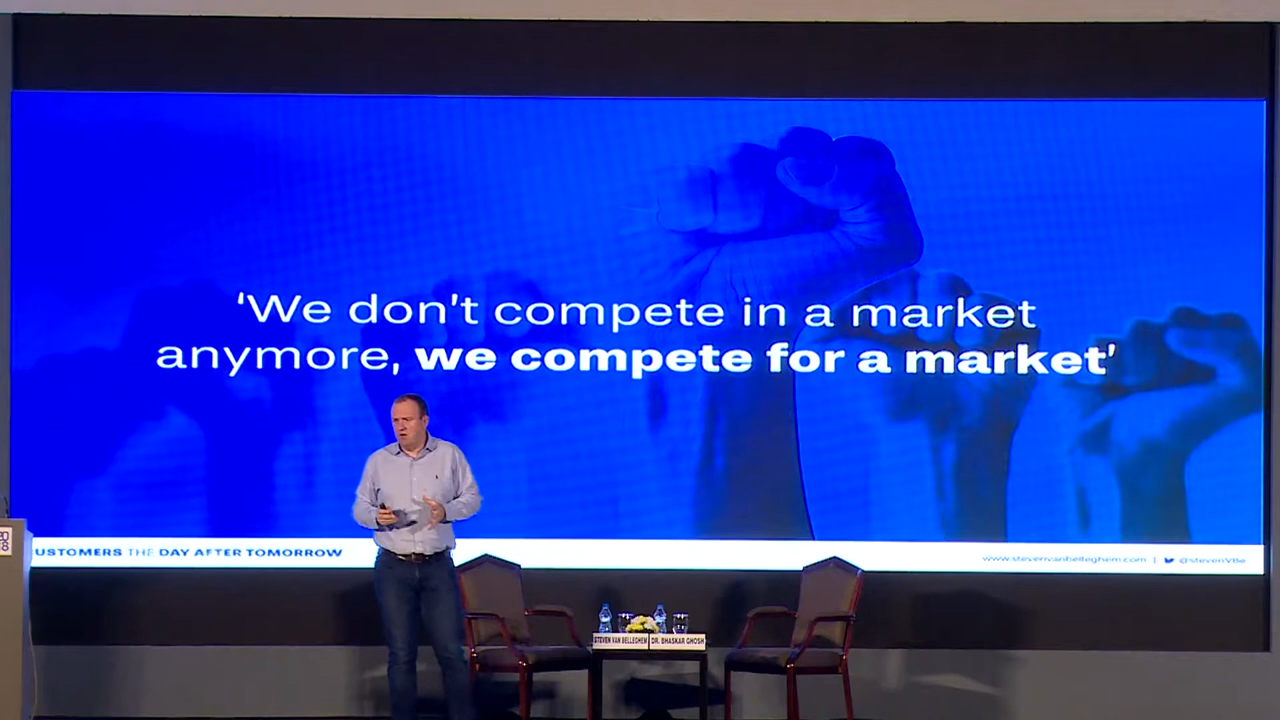 'We don't compete in a market
anymore, we compete for a market'
USTOMERS THE DAY AFTER TOMORROW
www.stevenvanbelleghem.com | @stevenVBe
STEVEN VAN BELLEGHEM
DR. BHASKAR GHOSH